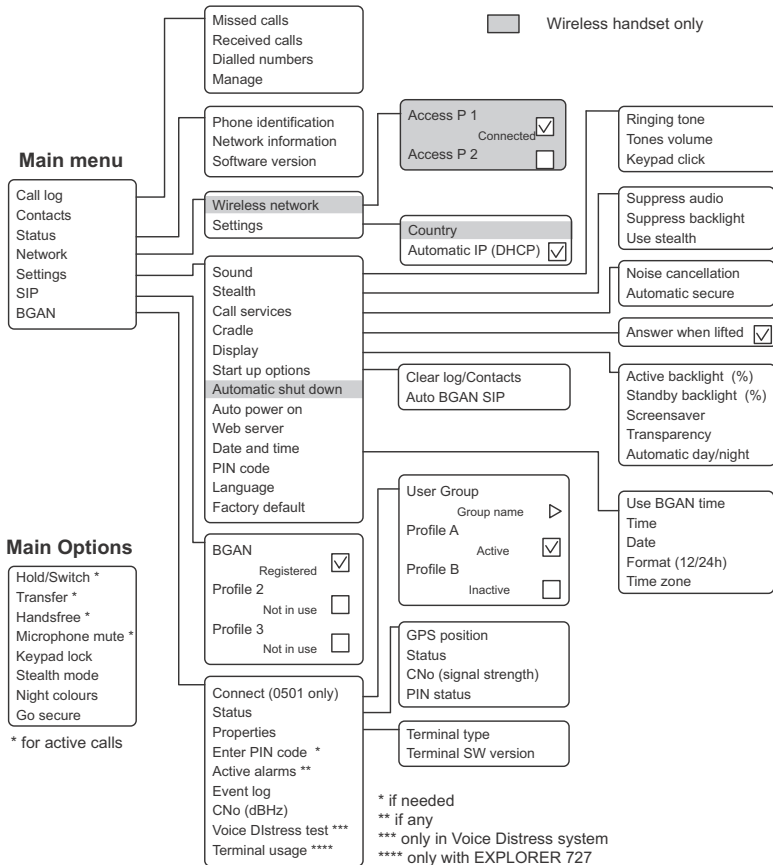 Wireless handset only
Missed calls
Received calls
Dialled numbers
Manage
Phone identification
Network information
Software version
Access P 1
Connected
Access P 2
Ringing tone
Tones volume
Keypad click
Main menu
Call log
Contacts
Status
Network
Settings
SIP
BGAN
Wireless network
Settings
Country
Automatic IP (DHCP)
Suppress audio
Suppress backlight
Use stealth
Sound
Stealth
Call services
Cradle
Display
Start up options
Automatic shut down
Auto power on
Web server
Date and time
PIN code
Language
Factory default
Noise cancellation
Automatic secure
Answer when lifted
Clear log/Contacts
Auto BGAN SIP
Active backlight (%)
Standby backlight (%)
Screensaver
Transparency
Automatic day/night
User Group
Group name
Profile A
Active
Profile B
Inactive
Use BGAN time
Time
Date
Format (12/24h)
Time zone
Main Options
Hold/Switch *
Transfer *
Handsfree *
Microphone mute *
Keypad lock
Stealth mode
Night colours
Go secure
* for active calls
BGAN
Registered
Profile 2
Not in use
Profile 3
Not in use
GPS position
Status
CNo (signal strength)
PIN status
Connect (0501 only)
Status
Properties
Enter PIN code *
Active alarms **
Event log
CNo (dBHz)
Voice DIstress test ***
Terminal usage ****
Terminal type
Terminal SW version
* if needed
** if any
*** only in Voice Distress system
**** only with EXPLORER 727